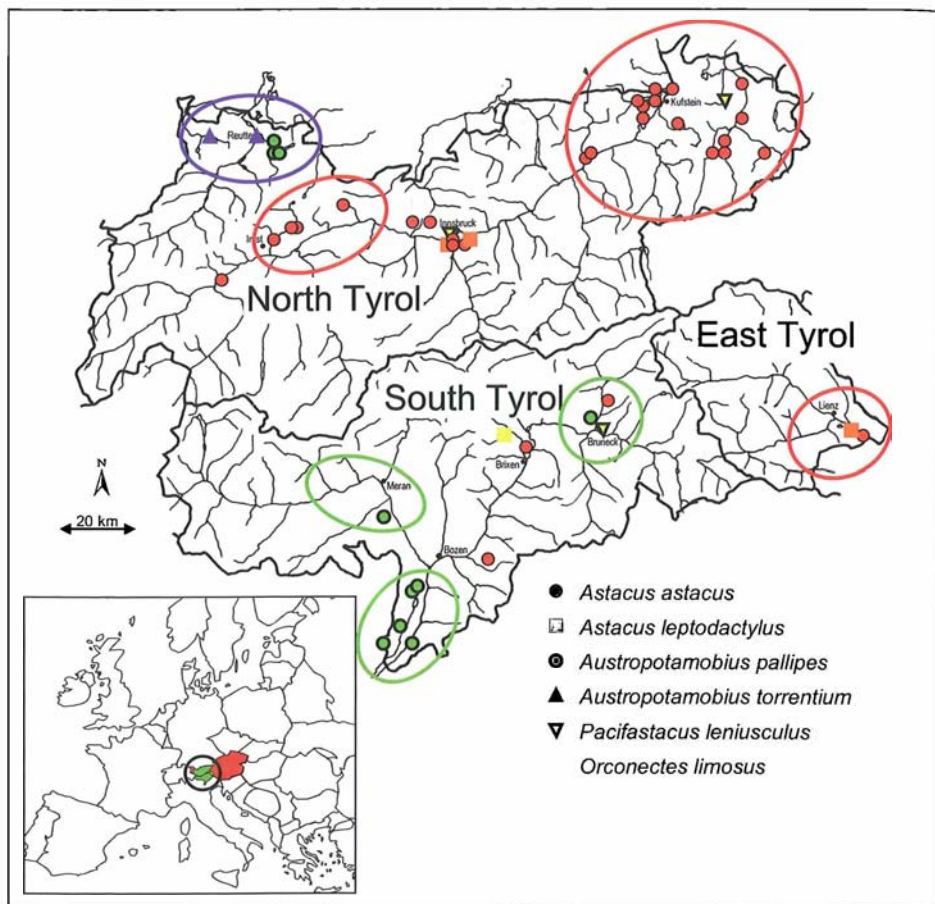 Kufstein
Reutte
Innsbruck
Imst
North Tyrol
East Tyrol
South Tyrol
Lienz
Bruneck
Brixen
Meran
N
20 km
Bozen
Astacus astacus
Astacus leptodactylus
Austropotamobius pallipes
Austropotamobius torrentium
Pacifastacus leniusculus
Orconectes limosus